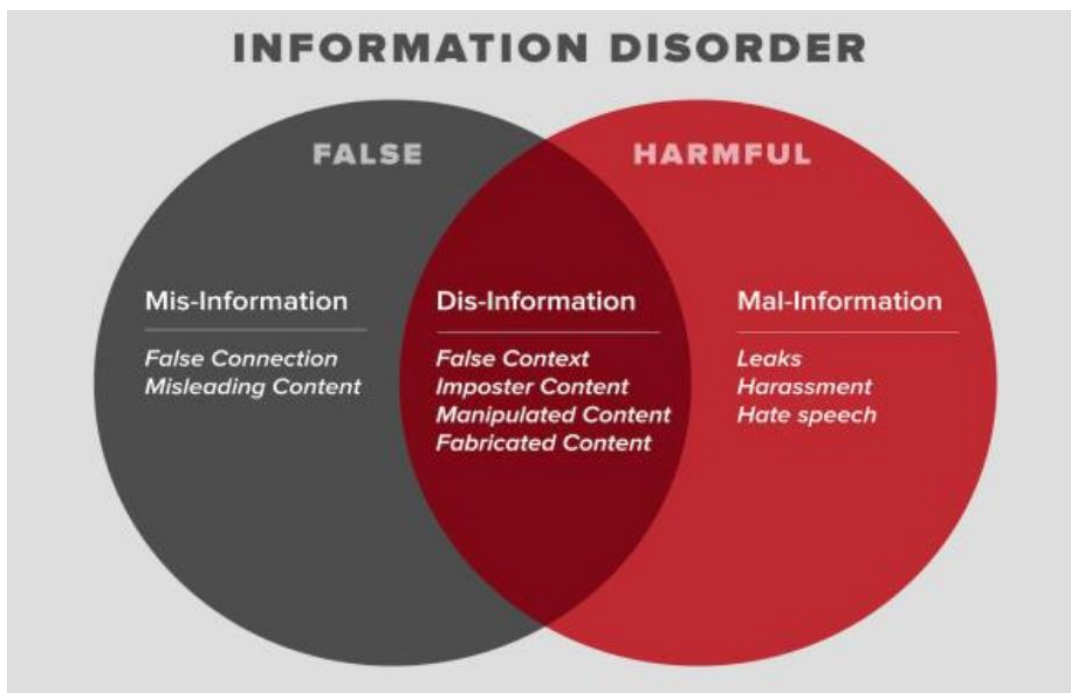 INFORMATION DISORDER
FALSE
HARMFUL
Mis-Information
False Connection
Misleading Content
Dis-Information
False Context
Imposter Content
Manipulated Content
Fabricated Content
Mal-Information
Leaks
Harassment
Hate speech